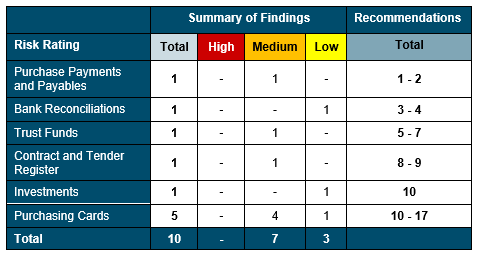 Summary of Findings Recommendations
Risk Rating Total High Medium Low Total
Purchase Payments
and Payables 1 - 1 - 1 - 2
Bank Reconciliations 1 - - 1 3 - 4
Trust Funds 1 - 1 - 5 - 7
Contract and Tender
Register 1 - 1 - 8 - 9
Investments 1 - - 1 10
Purchasing Cards 5 - 4 1 10 - 17
Total 10 - 7 3